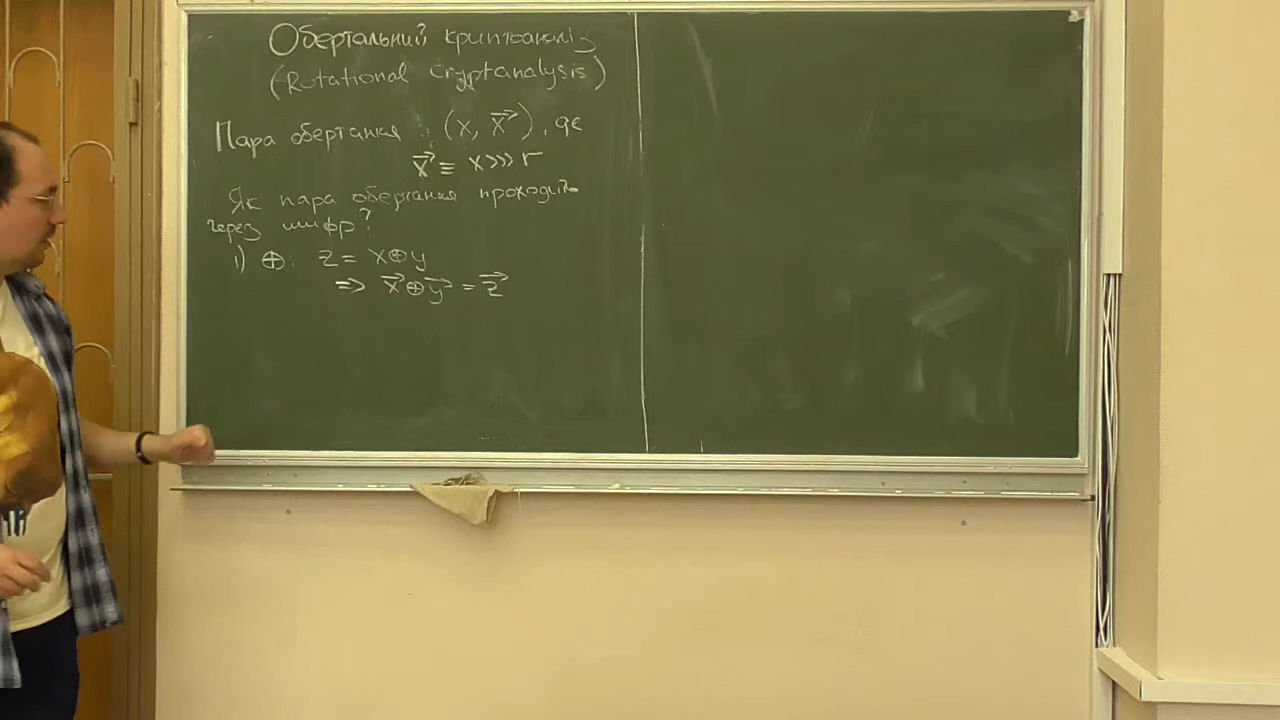 Обертальний криптоаналіз
(Rotational cryptanalysis)
Пара обертання : (x, x⃗), де
x⃗ ≡ x>>>r
Як пара обертання проходить
через шифр?
1) ⊕: z = x⊕y
=> x⃗⊕y⃗ = z⃗